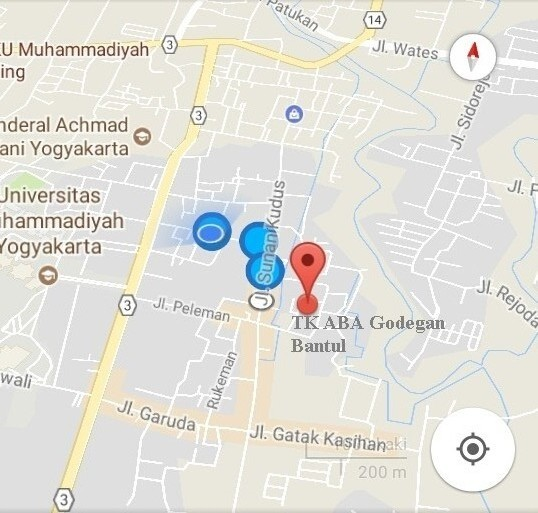 Patukan
14
Jl. Wates
3
KU Muhammadiyah
ing
3
Jl. Sidorejo
nderal Achmad
ani Yogyakarta
Universitas
uhammadiyah
Yogyakarta
Jl. Sunan Kudus
Jl. Rejoda
3
Jl. Peleman
TK ABA Godegan
Bantul
Rukeman
wali
Jl. Garuda
Jl. Gatak Kasihan
200 m
3